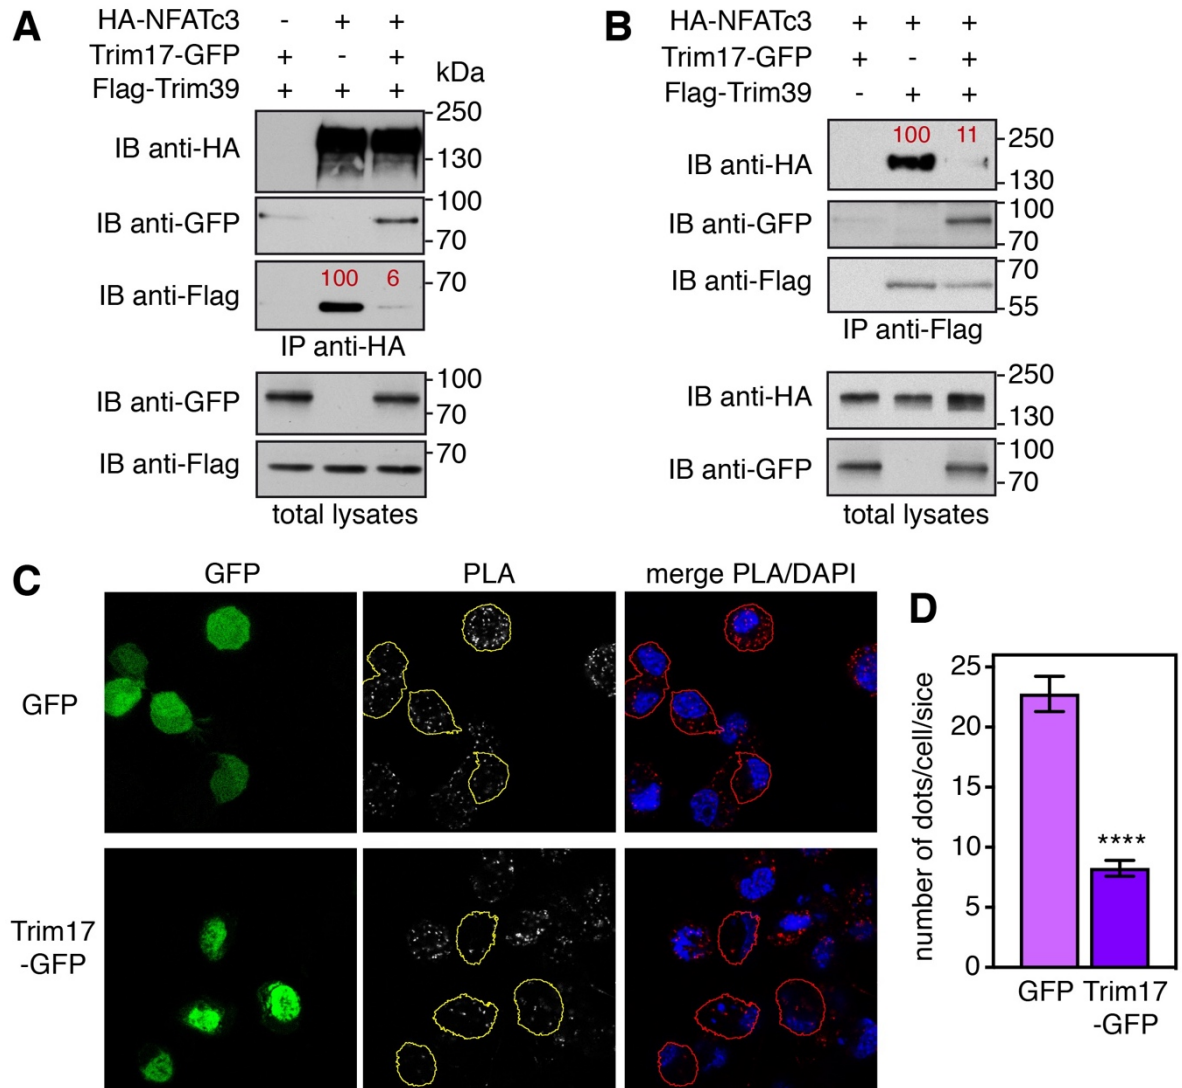 A
HA-NFATc3 - + +
Trim17-GFP + - +
Flag-Trim39 + + +
kDa
IB anti-HA
250
130
IB anti-GFP
100
70
IB anti-Flag
100 6
70
IP anti-HA
IB anti-GFP
100
70
IB anti-Flag
70
total lysates
B
HA-NFATc3 + + +
Trim17-GFP + - +
Flag-Trim39 - + +
IB anti-HA
100 11
250
130
IB anti-GFP
100
70
IB anti-Flag
70
55
IP anti-Flag
IB anti-HA
250
130
IB anti-GFP
100
70
total lysates
C
GFP PLA merge PLA/DAPI
GFP
Trim17
-GFP
D
number of dots/cell/sice
25
20
15
10
5
0
****
GFP Trim17
-GFP